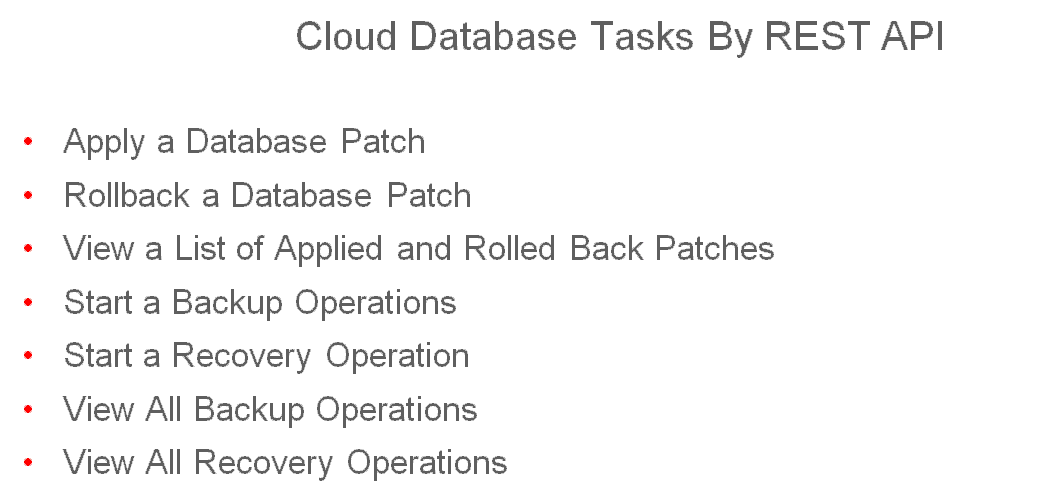 Cloud Database Tasks By REST API
• Apply a Database Patch
• Rollback a Database Patch
• View a List of Applied and Rolled Back Patches
• Start a Backup Operations
• Start a Recovery Operation
• View All Backup Operations
• View All Recovery Operations